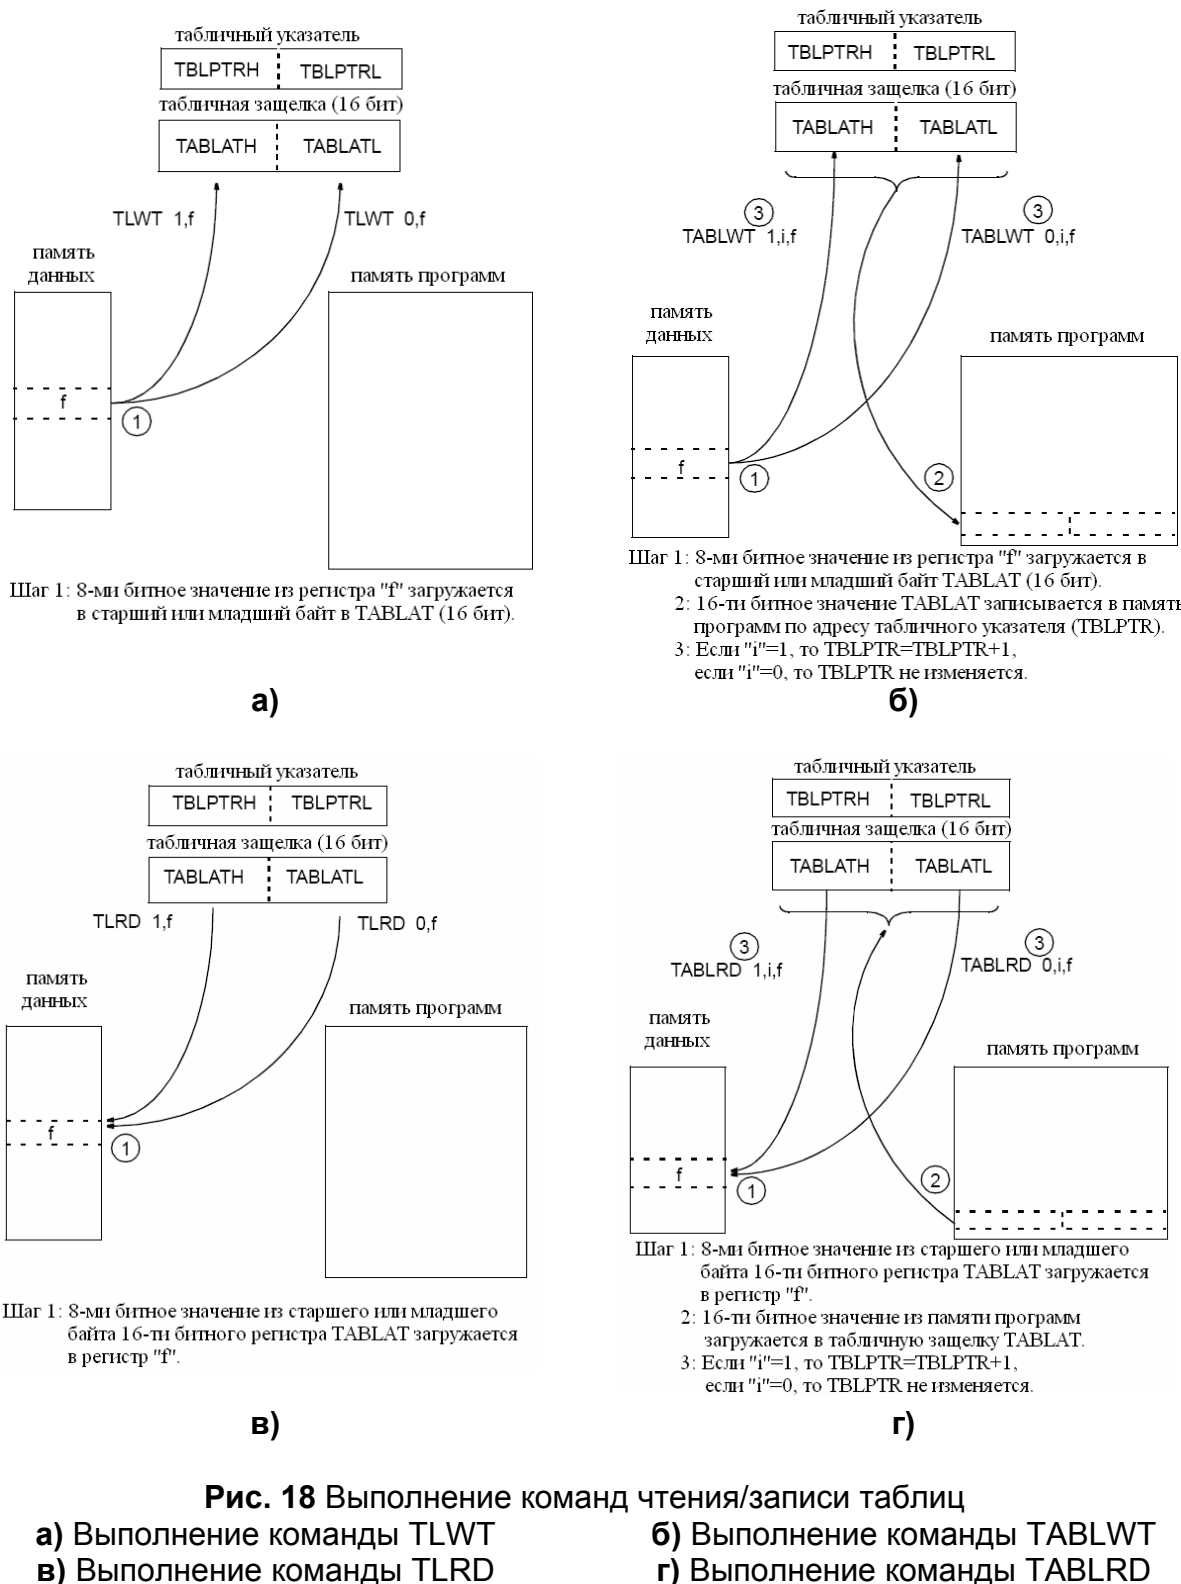 табличный указатель
TBLPTRH TBLPTRL
табличная защелка (16 бит)
TABLATH TABLATL
TLWT 1,f
TLWT 0,f
память
данных
память программ
f
1
Шаг 1: 8-ми битное значение из регистра "f" загружается
в старший или младший байт в TABLAT (16 бит).
а)
табличный указатель
TBLPTRH TBLPTRL
табличная защелка (16 бит)
TABLATH TABLATL
3
TABLWT 1,i,f
3
TABLWT 0,i,f
память
данных
память программ
f
1
2
Шаг 1: 8-ми битное значение из регистра "f" загружается в
старший или младший байт TABLAT (16 бит).
2: 16-ти битное значение TABLAT записывается в память
программ по адресу табличного указателя (TBLPTR).
3: Если "i"=1, то TBLPTR=TBLPTR+1,
если "i"=0, то TBLPTR не изменяется.
б)
табличный указатель
TBLPTRH TBLPTRL
табличная защелка (16 бит)
TABLATH TABLATL
TLRD 1,f
TLRD 0,f
память
данных
память программ
f
1
Шаг 1: 8-ми битное значение из старшего или младшего
байта 16-ти битного регистра TABLAT загружается
в регистр "f".
в)
табличный указатель
TBLPTRH TBLPTRL
табличная защелка (16 бит)
TABLATH TABLATL
3
TABLRD 1,i,f
3
TABLRD 0,i,f
память
данных
память программ
f
1
2
Шаг 1: 8-ми битное значение из старшего или младшего
байта 16-ти битного регистра TABLAT загружается
в регистр "f".
2: 16-ти битное значение из памяти программ
загружается в табличную защелку TABLAT.
3: Если "i"=1, то TBLPTR=TBLPTR+1,
если "i"=0, то TBLPTR не изменяется.
г)
Рис. 18 Выполнение команд чтения/записи таблиц
а) Выполнение команды TLWT
б) Выполнение команды TABLWT
в) Выполнение команды TLRD
г) Выполнение команды TABLRD